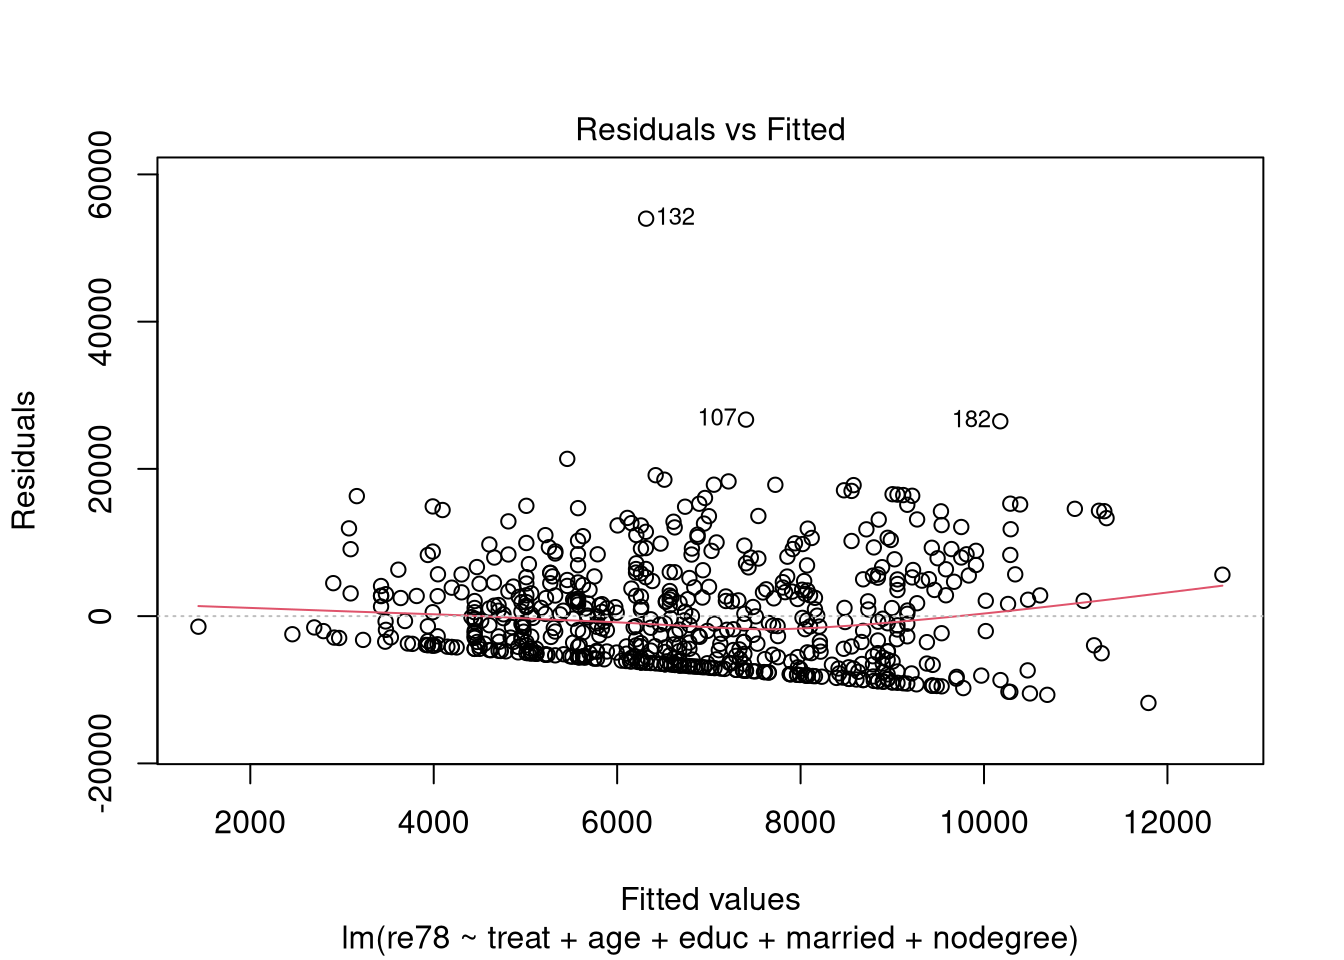 Residuals vs Fitted
60000
40000
20000
0
-20000
Residuals
132
107
182
2000 4000 6000 8000 10000 12000
Fitted values
lm(re78 ~ treat + age + educ + married + nodegree)